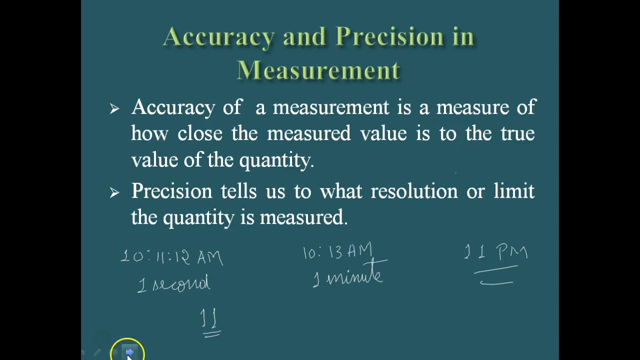 Accuracy and Precision in
Measurement
Accuracy of a measurement is a measure of
how close the measured value is to the true
value of the quantity.
Precision tells us to what resolution or limit
the quantity is measured.
10:11:12 AM 10:13 AM 11 PM
1 second 1 minute
11